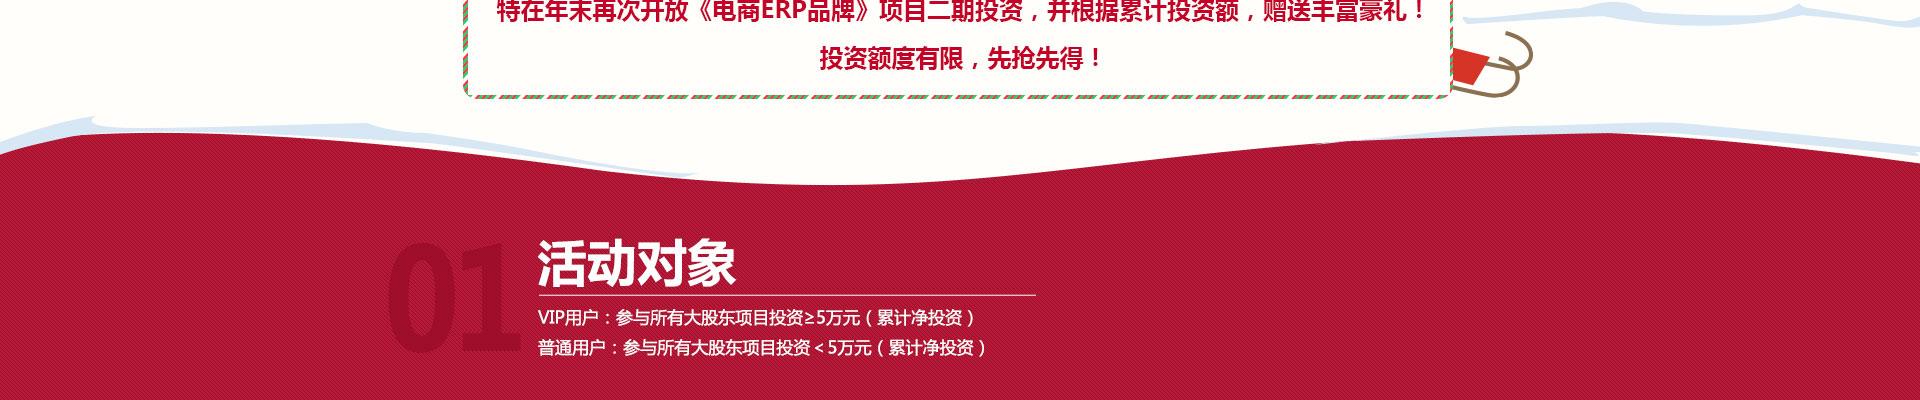 特在年末再次开放《电商ERP品牌》项目二期投资，并根据累计投资额，赠送丰富豪礼！
投资额度有限，先抢先得！
01
活动对象
VIP用户：参与所有大股东项目投资≥5万元（累计净投资）
普通用户：参与所有大股东项目投资＜5万元（累计净投资）